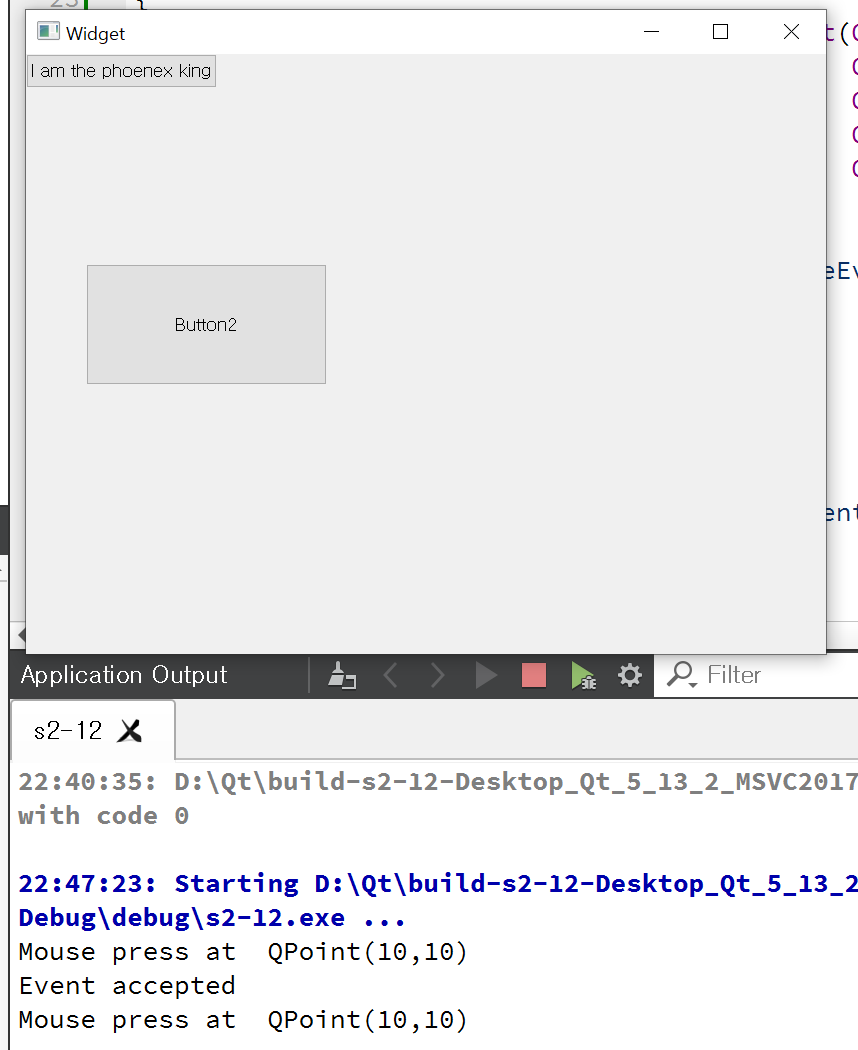 Widget
I am the phoenex king
Button2
Application Output
Filter
s2-12
22:40:35: D:\Qt\build-s2-12-Desktop_Qt_5_13_2_MSVC2017
with code 0
22:47:23: Starting D:\Qt\build-s2-12-Desktop_Qt_5_13_2
Debug\debug\s2-12.exe ...
Mouse press at  QPoint(10,10)
Event accepted
Mouse press at  QPoint(10,10)